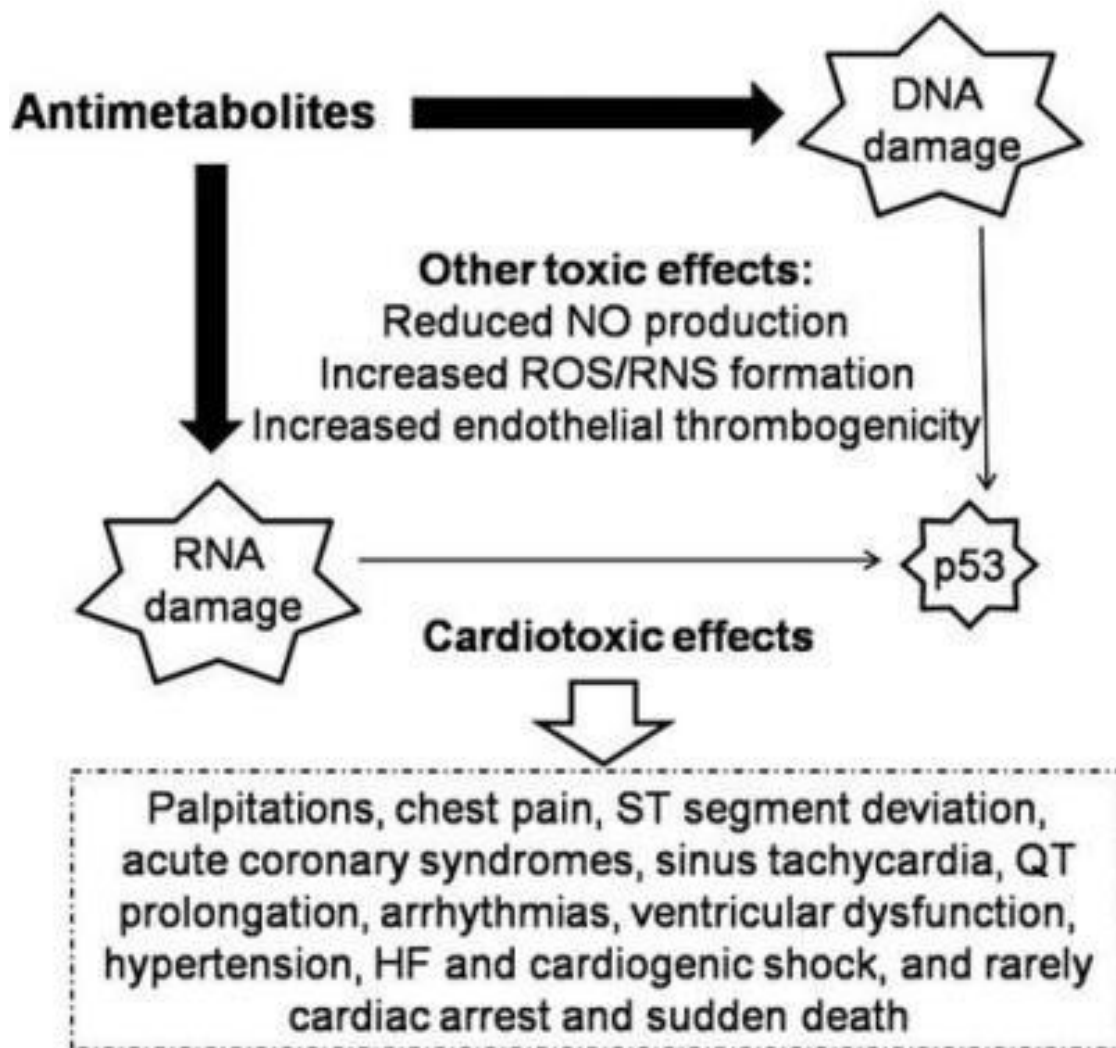 Antimetabolites
DNA
damage
Other toxic effects:
Reduced NO production
Increased ROS/RNS formation
Increased endothelial thrombogenicity
RNA
damage
p53
Cardiotoxic effects
Palpitations, chest pain, ST segment deviation,
acute coronary syndromes, sinus tachycardia, QT
prolongation, arrhythmias, ventricular dysfunction,
hypertension, HF and cardiogenic shock, and rarely
cardiac arrest and sudden death